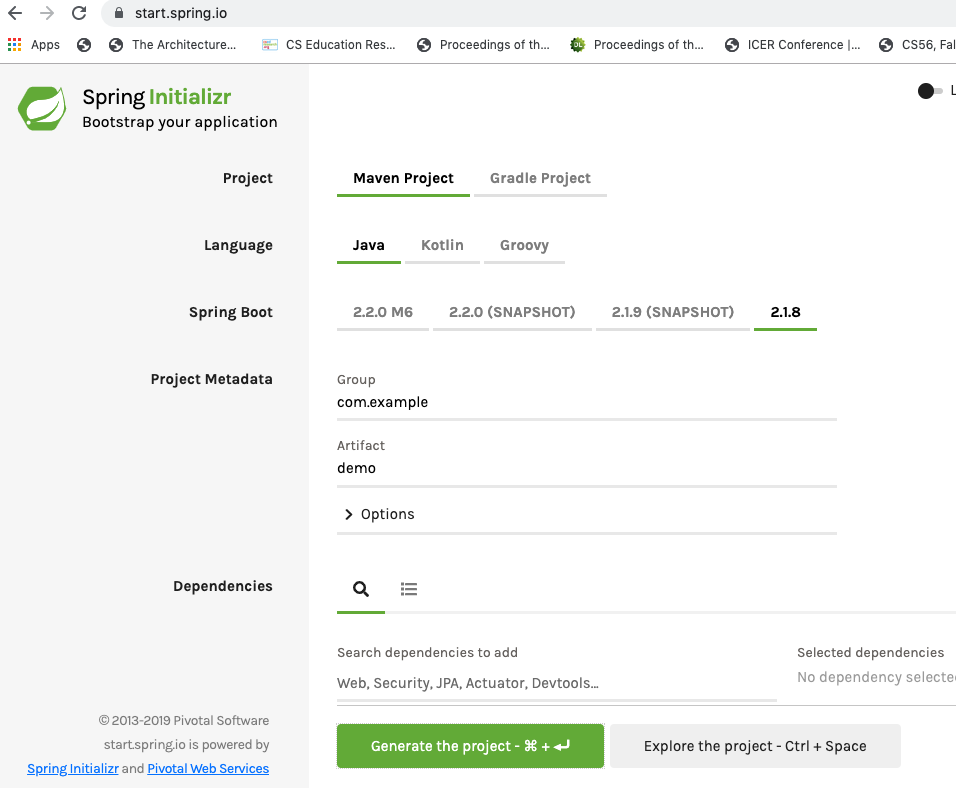 start.spring.io
Apps The Architecture... CS Education Res... Proceedings of th... Proceedings of th... ICER Conference |... CS56, Fal
Spring Initializr
Bootstrap your application
L
Project Maven Project Gradle Project
Language Java Kotlin Groovy
Spring Boot 2.2.0 M6 2.2.0 (SNAPSHOT) 2.1.9 (SNAPSHOT) 2.1.8
Project Metadata Group
com.example
Artifact
demo
Options
Dependencies
Search dependencies to add Selected dependencies
Web, Security, JPA, Actuator, Devtools... No dependency selecte
© 2013-2019 Pivotal Software
start.spring.io is powered by
Spring Initializr and Pivotal Web Services
Generate the project - ⌘ + ⏎ Explore the project - Ctrl + Space